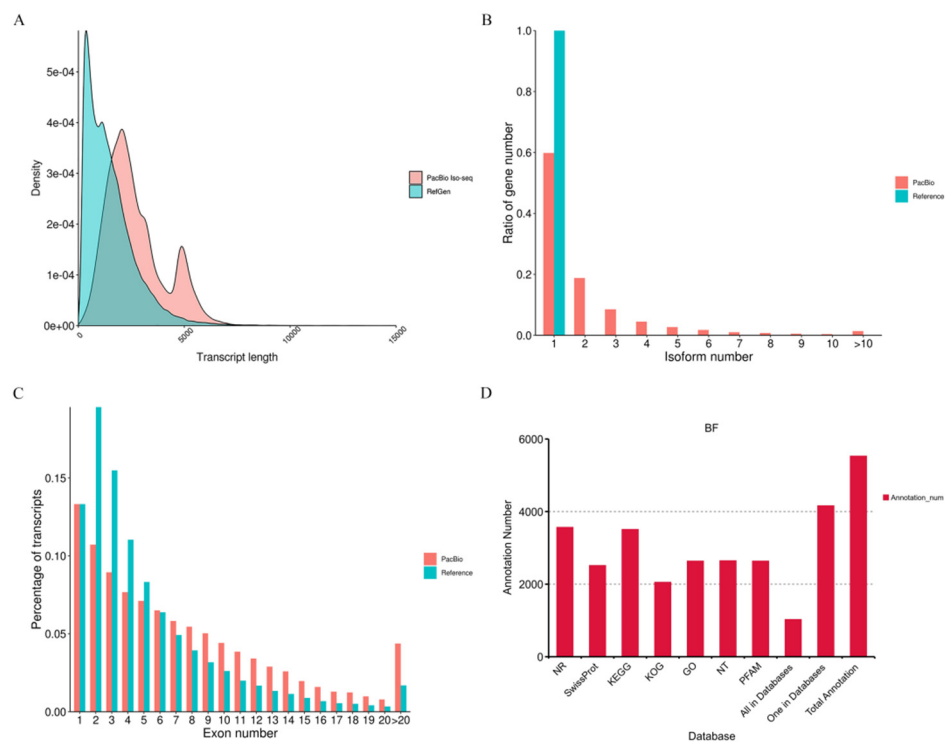 A
5e-04
4e-04
3e-04
2e-04
1e-04
0e+00
Density
0
5000
10000
15000
Transcript length
PacBio Iso-seq
RefGen
B
1.0
0.8
0.6
0.4
0.2
0.0
Ratio of gene number
1 2 3 4 5 6 7 8 9 10 >10
Isoform number
PacBio
Reference
C
0.15
0.10
0.05
0.00
Percentage of transcripts
1 2 3 4 5 6 7 8 9 10 11 12 13 14 15 16 17 18 19 20 >20
Exon number
PacBio
Reference
D
BF
6000
4000
2000
0
Annotation Number
NR
SwissProt
KEGG
KOG
GO
NT
PFAM
All in Databases
One in Databases
Total Annotation
Database
Annotation_num